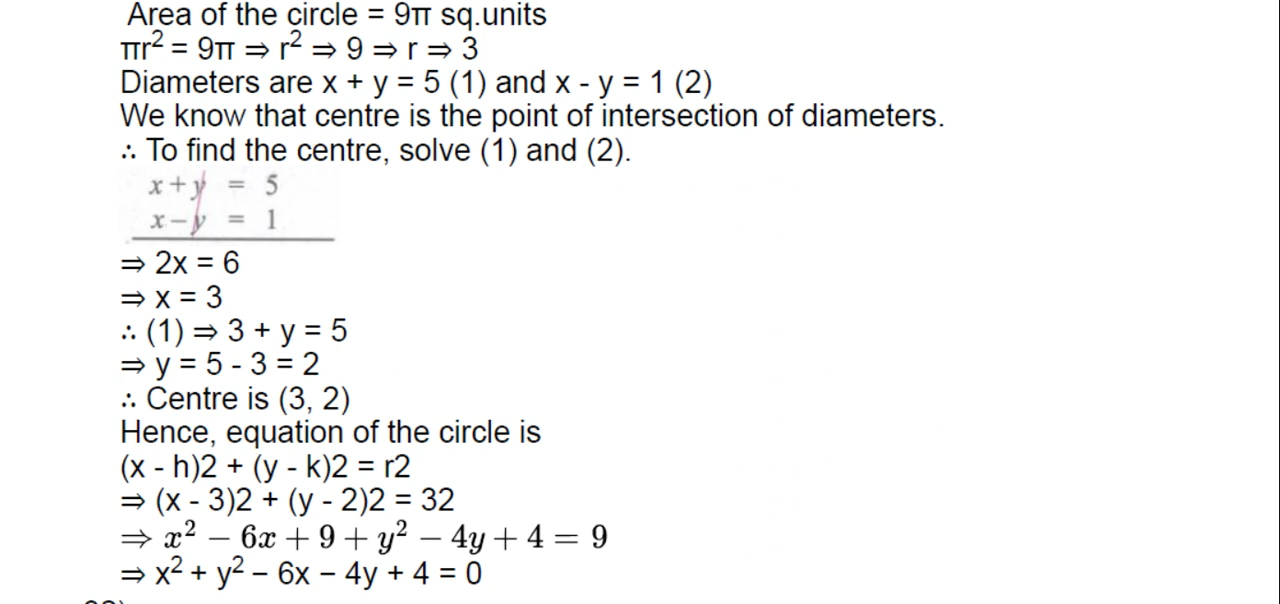 Area of the circle = 9π sq.units
πr² = 9π ⇒ r² ⇒ 9 ⇒ r ⇒ 3
Diameters are x + y = 5 (1) and x - y = 1 (2)
We know that centre is the point of intersection of diameters.
∴ To find the centre, solve (1) and (2).
x+y = 5
x−y = 1
⇒ 2x = 6
⇒ x = 3
∴ (1) ⇒ 3 + y = 5
⇒ y = 5 - 3 = 2
∴ Centre is (3, 2)
Hence, equation of the circle is
(x - h)2 + (y - k)2 = r2
⇒ (x - 3)2 + (y - 2)2 = 32
⇒ x² − 6x + 9 + y² − 4y + 4 = 9
⇒ x² + y² − 6x − 4y + 4 = 0